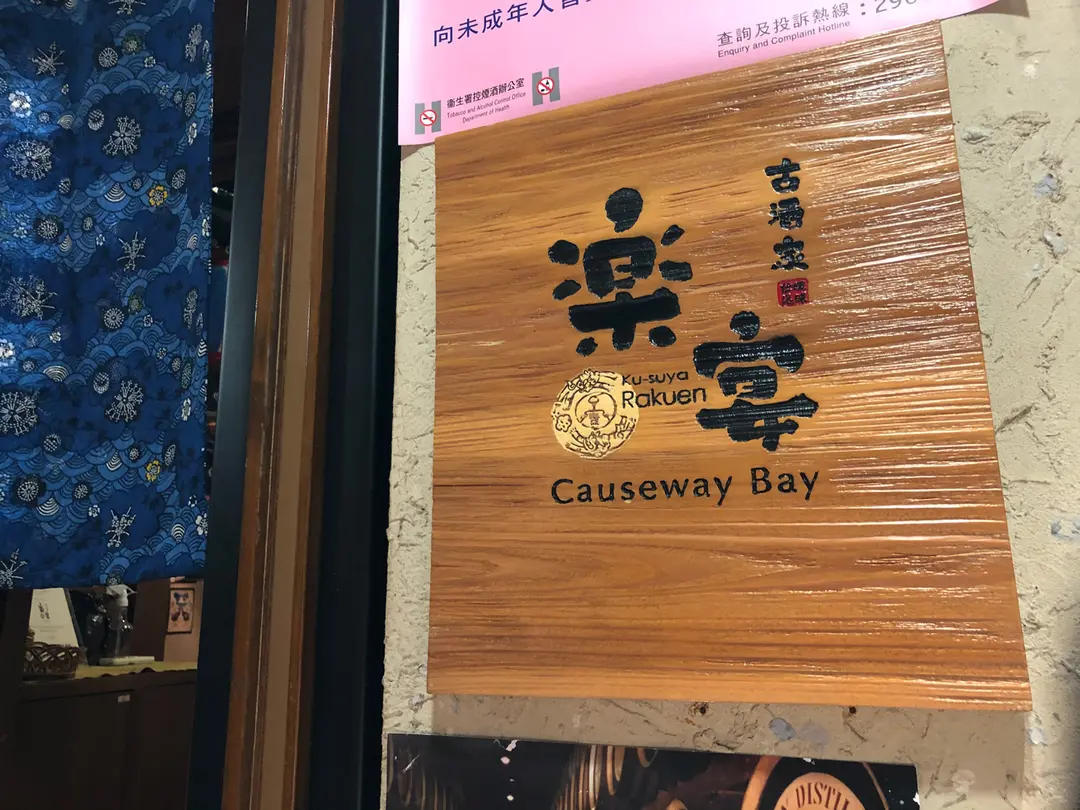 向未成年人
查詢及投訴熱線：
Enquiry and Complaint Hotline
衞生署控煙酒辦公室
Tobacco and Alcohol Control Office
Department of Health
古酒家
楽宴
Ku-suya
Rakuen
Causeway Bay
DISTIL